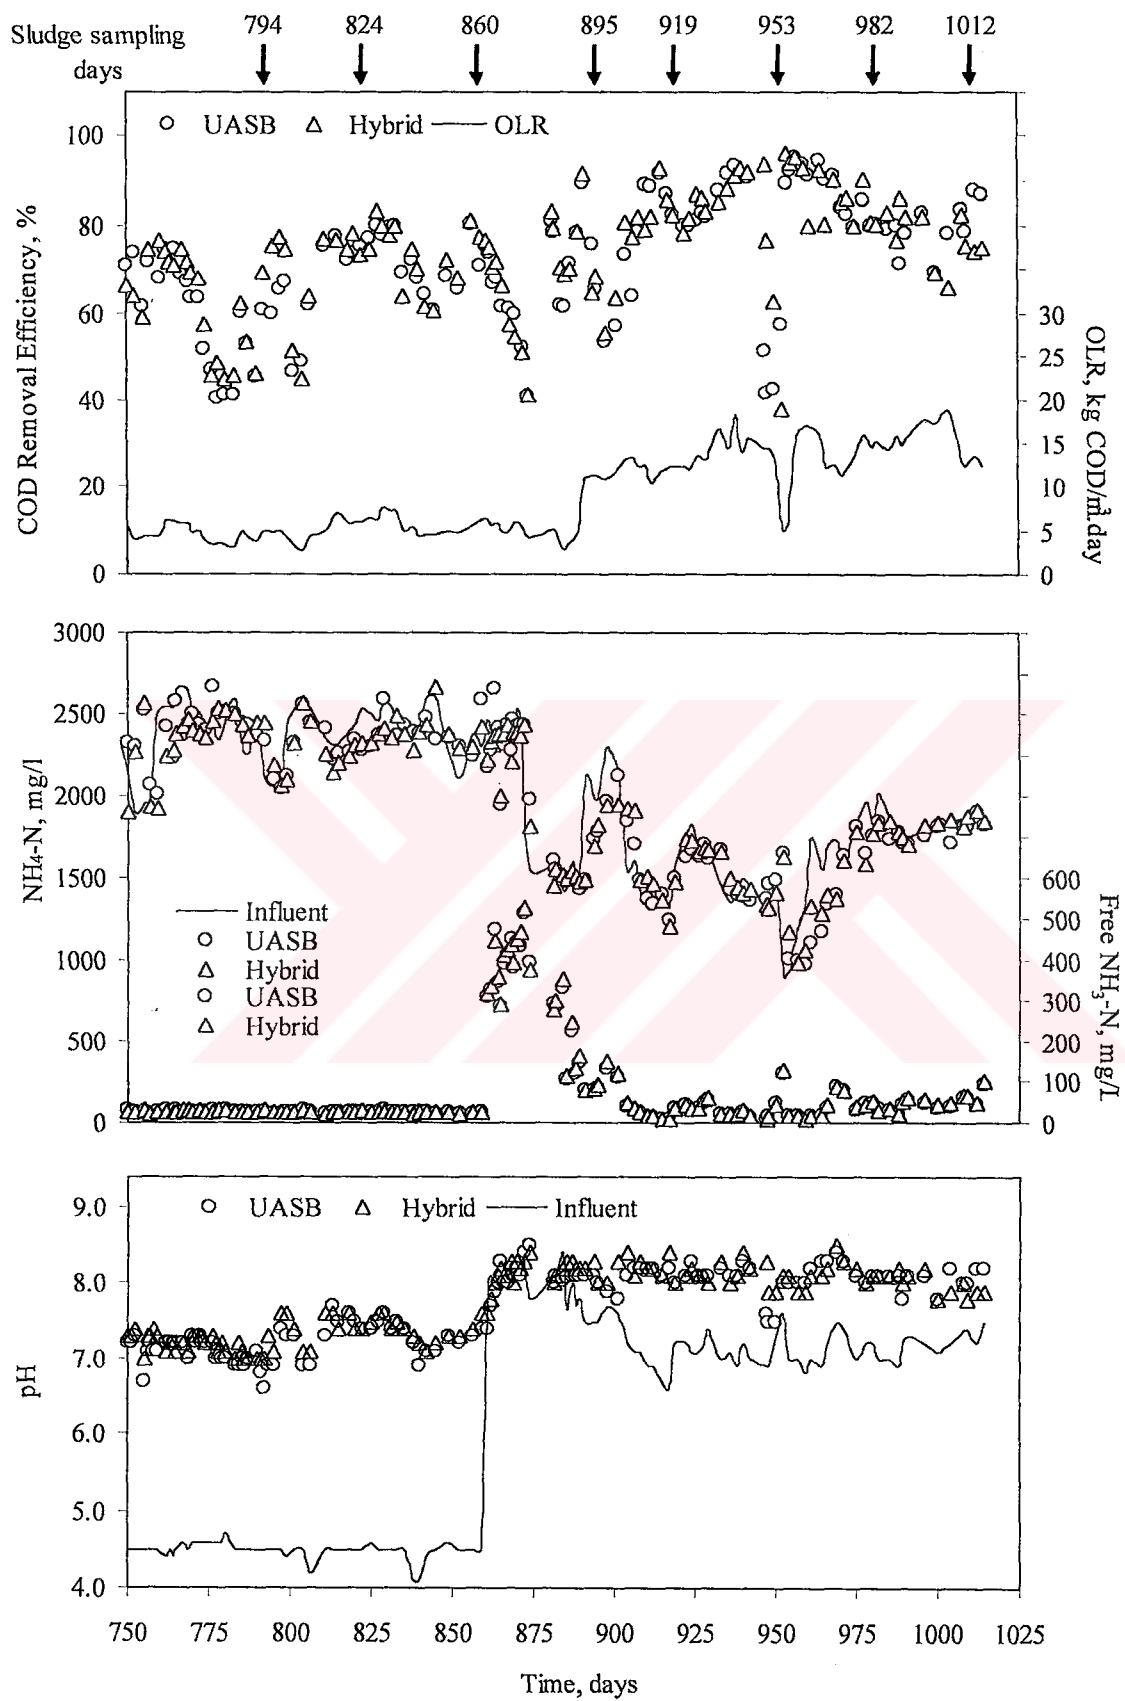 794 824 860 895 919 953 982 1012
Sludge sampling
days
UASB Hybrid OLR
100
80
60
40
20
0
COD Removal Efficiency, %
30
25
20
15
10
5
0
OLR, kg COD/m³.day
3000
2500
2000
1500
1000
500
0
NH₄-N, mg/l
Influent
UASB
Hybrid
UASB
Hybrid
600
500
400
300
200
100
0
Free NH₃-N, mg/L
UASB Hybrid Influent
9.0
8.0
7.0
6.0
5.0
4.0
pH
750 775 800 825 850 875 900 925 950 975 1000 1025
Time, days